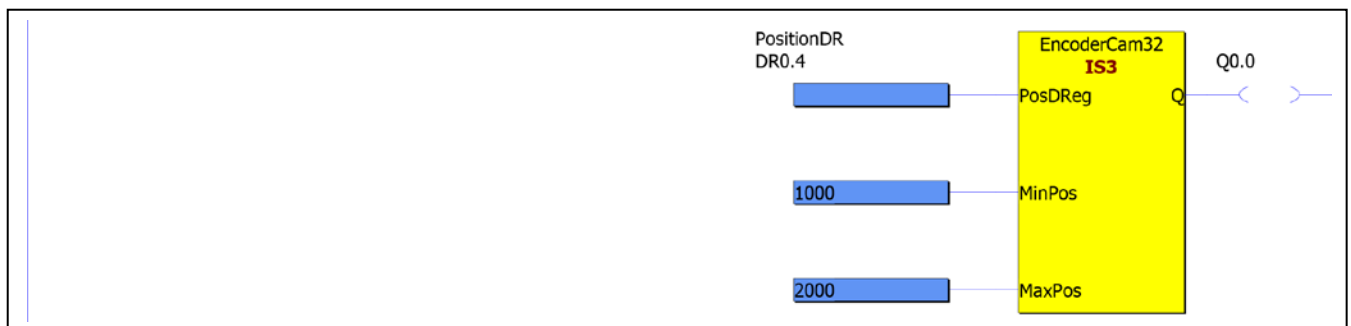 PositionDR
DR0.4
EncoderCam32
IS3
Q0.0
PosDReg
Q
1000
MinPos
2000
MaxPos